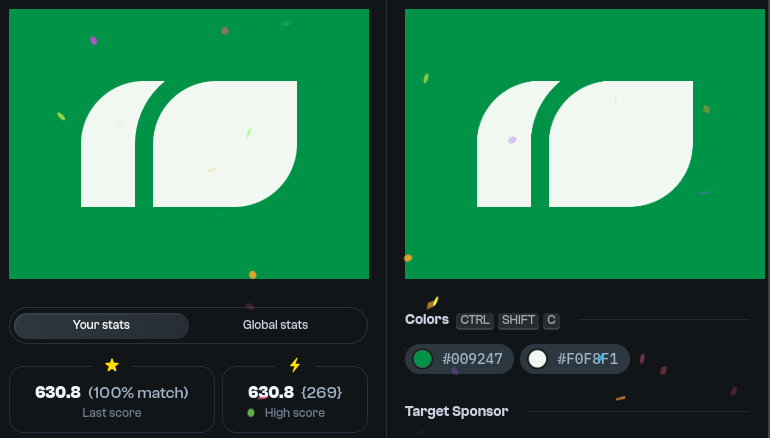 Your stats
Global stats
630.8 (100% match)
Last score
630.8 {269}
High score
Colors CTRL SHIFT C
#009247
#F0F8F1
Target Sponsor